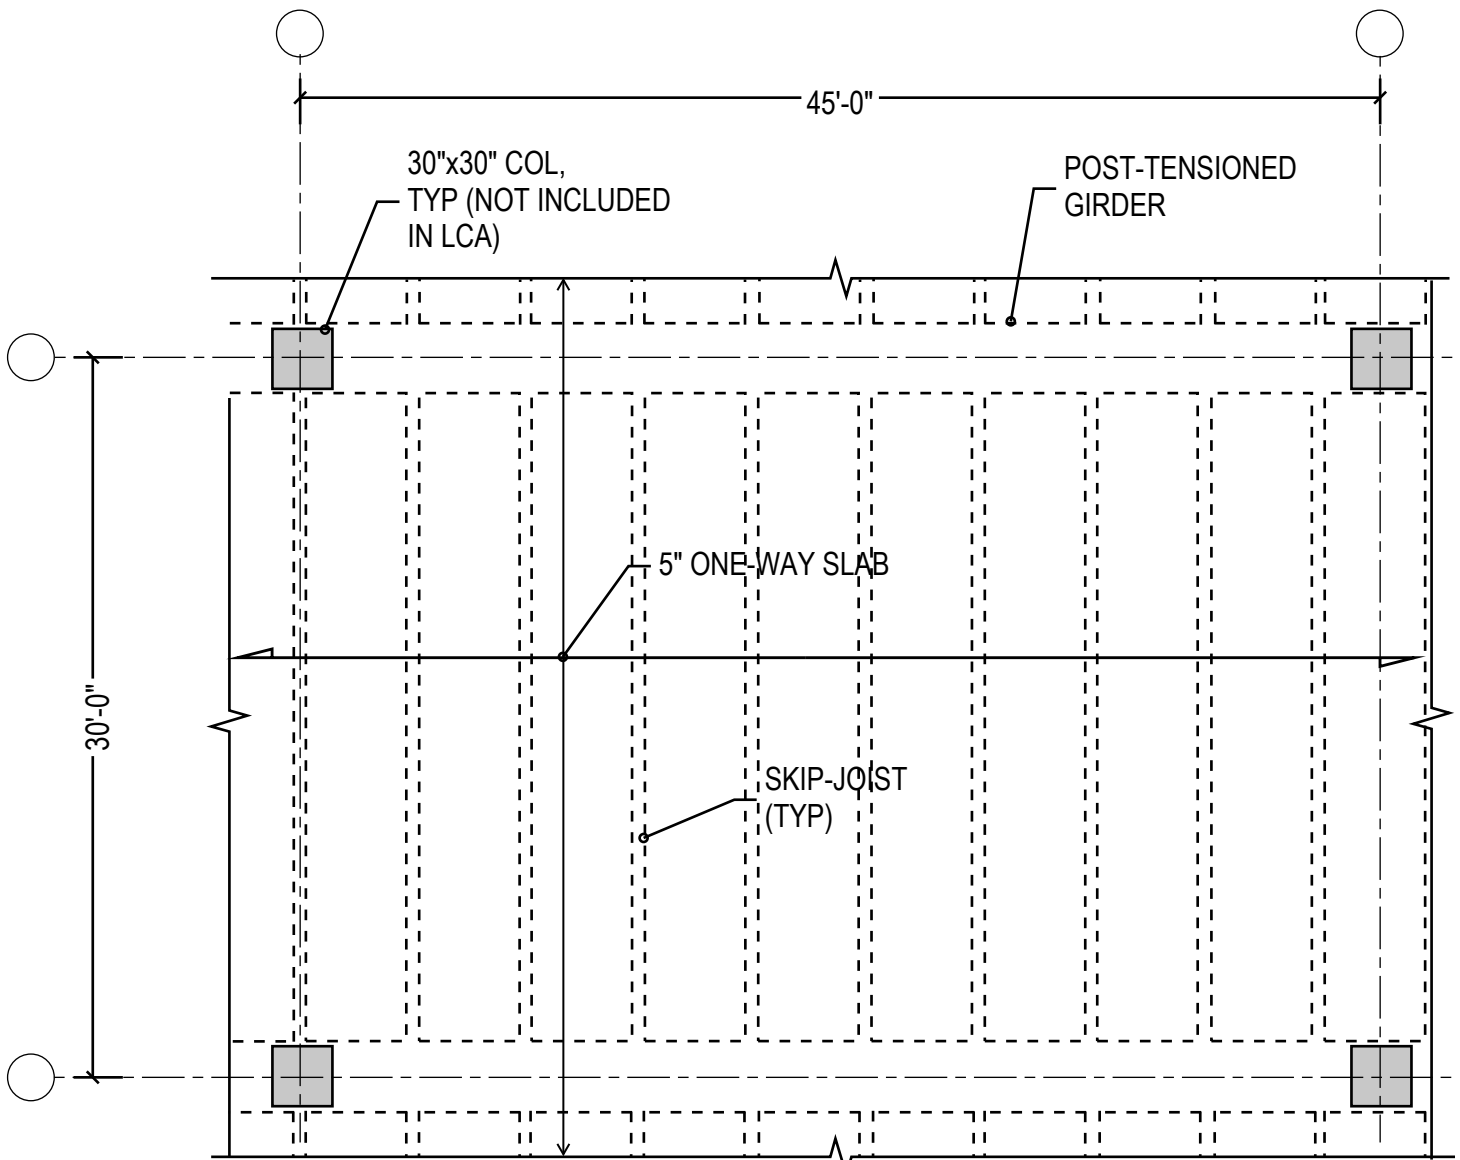 45'-0"
30"x30" COL,
TYP (NOT INCLUDED
IN LCA)
POST-TENSIONED
GIRDER
5" ONE-WAY SLAB
30'-0"
SKIP-JOIST
(TYP)